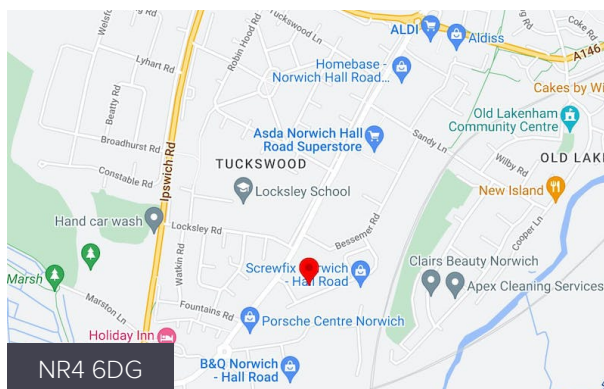 Welsf
Robin Hood Rd
Tuckswood Ln
ALDI
Aldiss
Coke Rd
A146
Lyhart Rd
Homebase -
Norwich Hall Road...
Beatty Rd
Cakes by Wi
Old Lakenham
Community Centre
Ipswich Rd
Asda Norwich Hall
Road Superstore
Sandy Ln
Broadhurst Rd
TUCKSWOOD
Wilby Rd
OLD LAKE
Constable Rd
Locksley School
New Island
Hand car wash
Cooper Ln
Locksley Rd
Bessemer Rd
Watkin Rd
Clairs Beauty Norwich
Screwfix Norwich
- Hall Road
Marsh
Apex Cleaning Services
Marston Ln
Fountains Rd
Porsche Centre Norwich
Holiday Inn
B&Q Norwich
- Hall Road
NR4 6DG